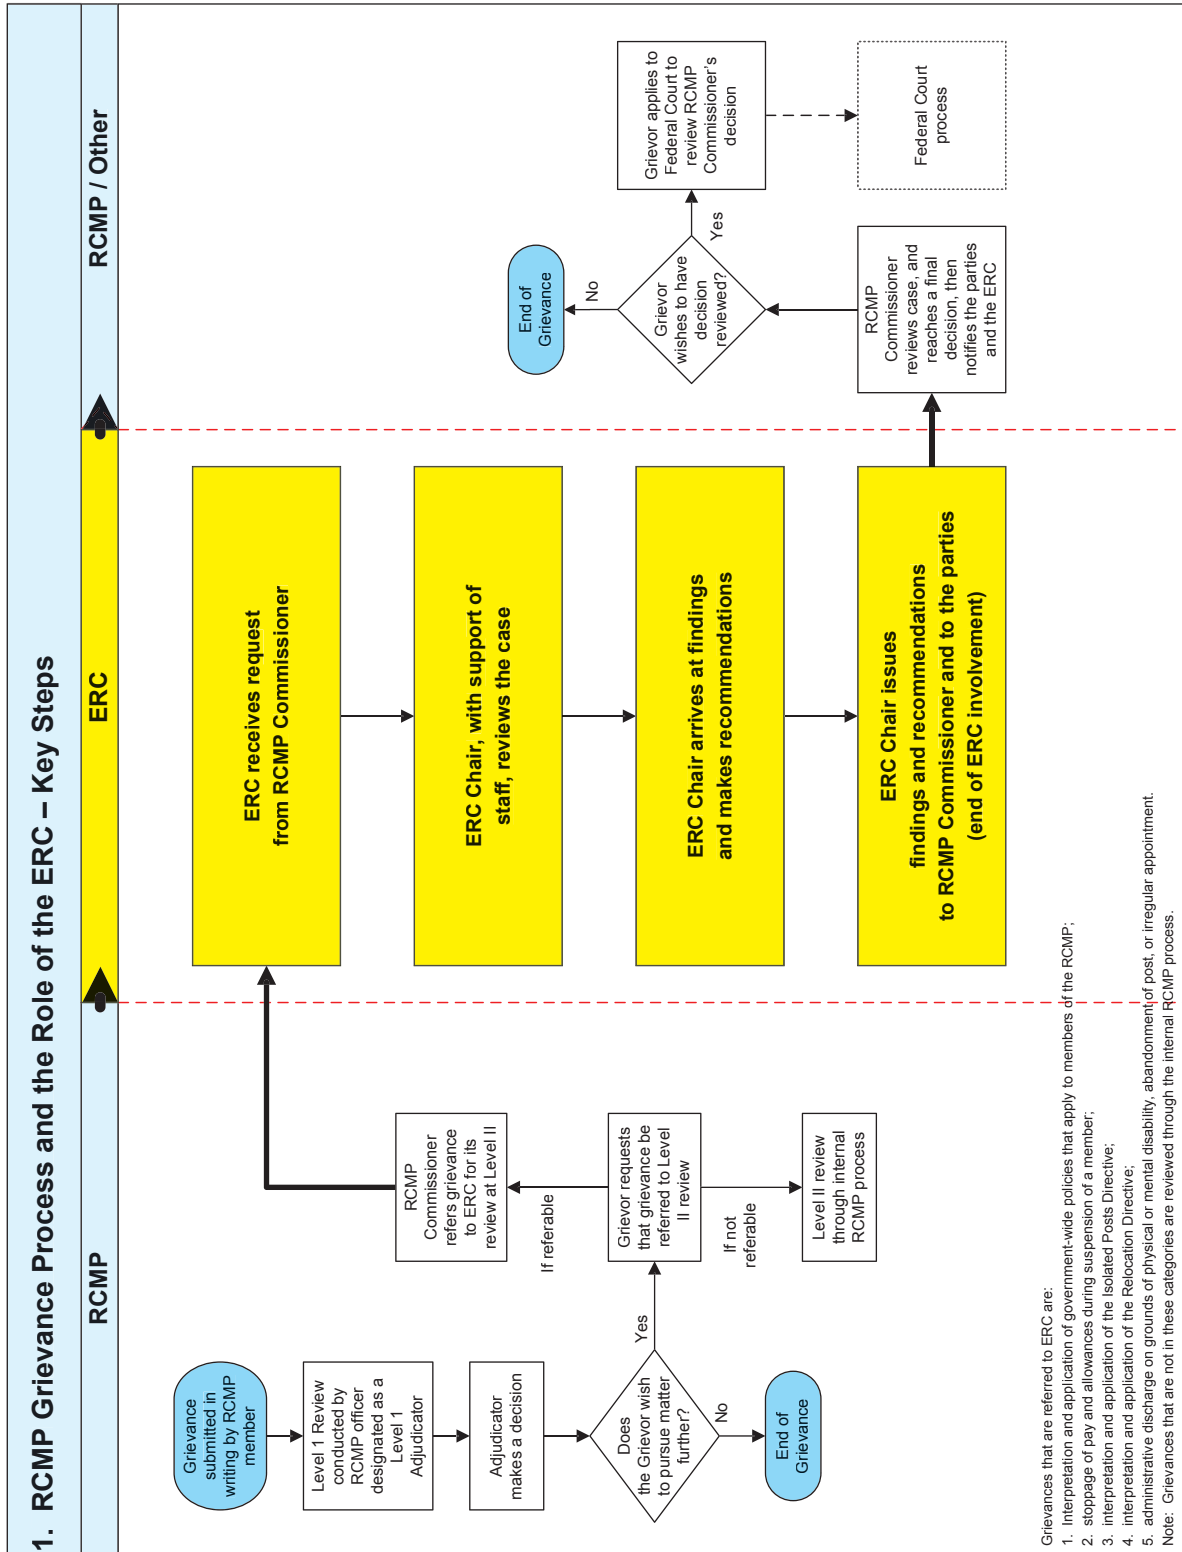 1. RCMP Grievance Process and the Role of the ERC – Key Steps
RCMP
ERC
RCMP / Other
Grievance
submitted in
writing by RCMP
member
Level 1 Review
conducted by
RCMP officer
designated as a
Level 1
Adjudicator
Adjudicator
makes a decision
Does
the Grievor wish
to pursue matter
further?
No
End of
Grievance
Yes
Grievor requests
that grievance be
referred to Level
II review
If not
referable
Level II review
through internal
RCMP process
If referable
RCMP
Commissioner
refers grievance
to ERC for its
review at Level II
ERC receives request
from RCMP Commissioner
ERC Chair, with support of
staff, reviews the case
ERC Chair arrives at findings
and makes recommendations
ERC Chair issues
findings and recommendations
to RCMP Commissioner and to the parties
(end of ERC involvement)
RCMP
Commissioner
reviews case, and
reaches a final
decision, then
notifies the parties
and the ERC
Grievor
wishes to have
decision
reviewed?
No
End of
Grievance
Yes
Grievor applies to
Federal Court to
review RCMP
Commissioner's
decision
Federal Court
process
Grievances that are referred to ERC are:
1. Interpretation and application of government-wide policies that apply to members of the RCMP;
2. stoppage of pay and allowances during suspension of a member;
3. interpretation and application of the Isolated Posts Directive;
4. interpretation and application of the Relocation Directive;
5. administrative discharge on grounds of physical or mental disability, abandonment of post, or irregular appointment.
Note: Grievances that are not in these categories are reviewed through the internal RCMP process.